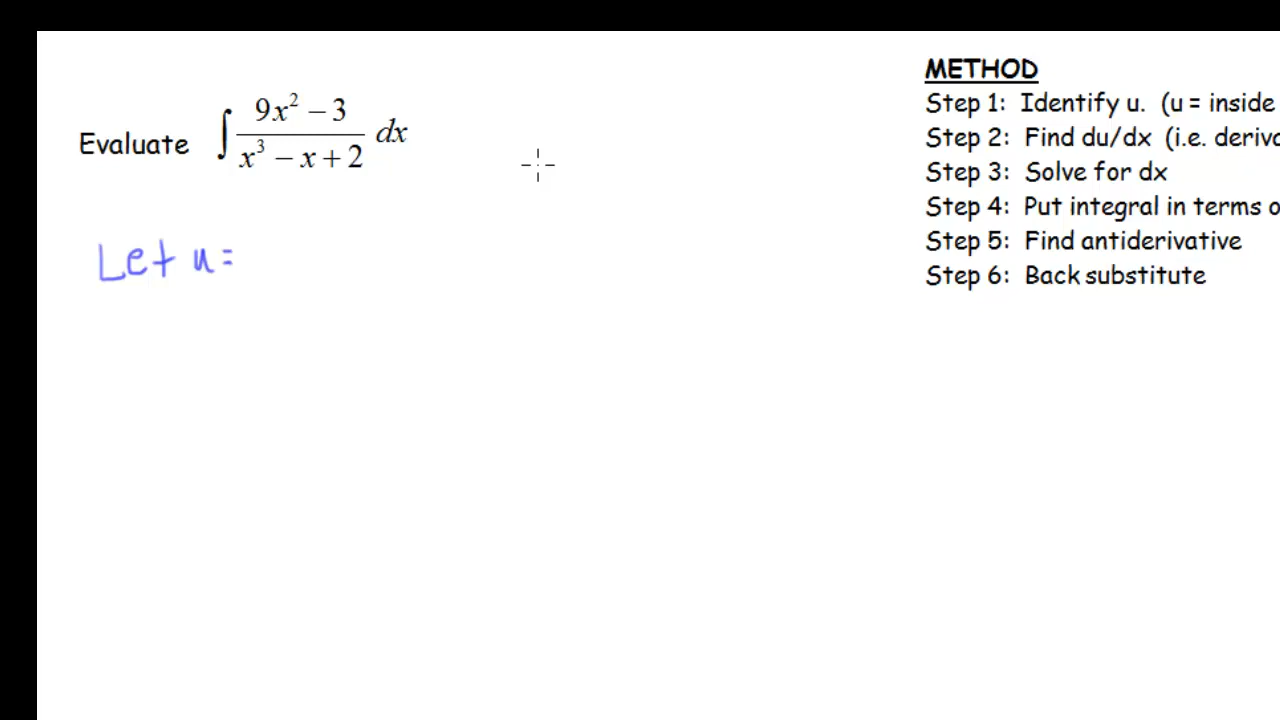 Evaluate ∫ (9x² − 3)/(x³ − x + 2) dx
Let u =
METHOD
Step 1: Identify u. (u = inside
Step 2: Find du/dx (i.e. deriva
Step 3: Solve for dx
Step 4: Put integral in terms o
Step 5: Find antiderivative
Step 6: Back substitute